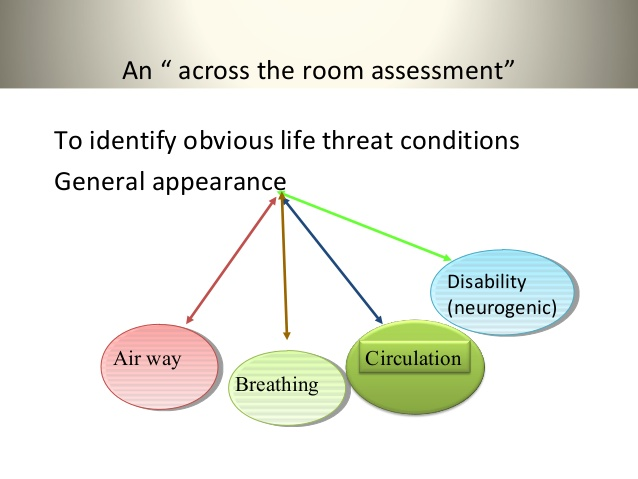 An “ across the room assessment”
To identify obvious life threat conditions
General appearance
Disability
(neurogenic)
Air way
Breathing
Circulation